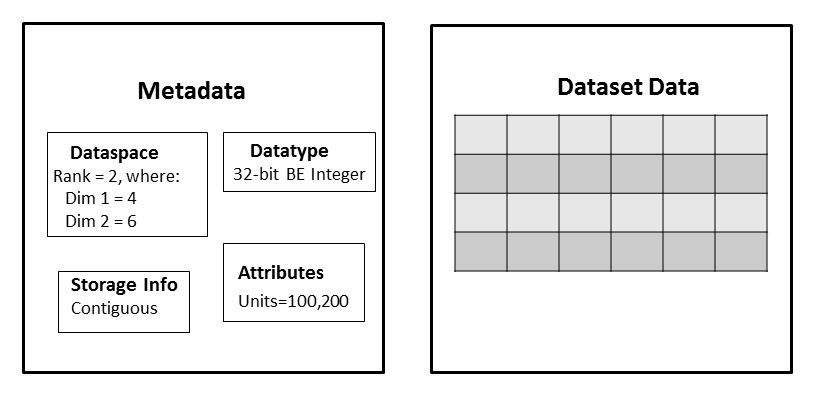 Metadata
Dataspace
Rank = 2, where:
Dim 1 = 4
Dim 2 = 6
Datatype
32-bit BE Integer
Storage Info
Contiguous
Attributes
Units=100,200
Dataset Data